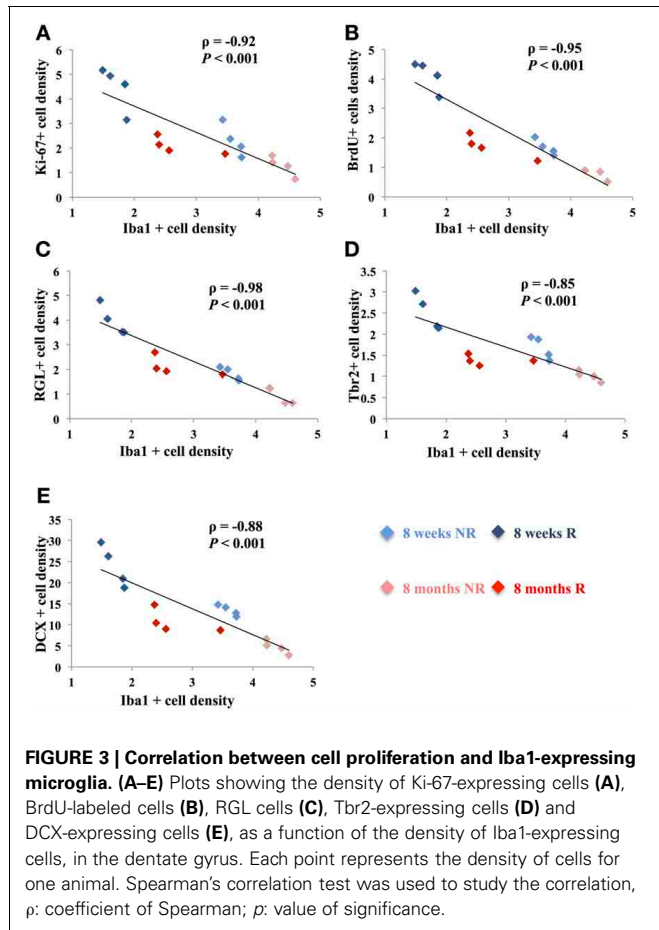 A
ρ = -0.92
P < 0.001
Ki-67+ cell density
6
5
4
3
2
1
0
1 2 3 4 5
Iba1 + cell density
B
ρ = -0.95
P < 0.001
BrdU+ cells density
5
4
3
2
1
0
1 2 3 4 5
Iba1 + cell density
C
ρ = -0.98
P < 0.001
RGL+ cell density
6
5
4
3
2
1
0
1 2 3 4 5
Iba1 + cell density
D
ρ = -0.85
P < 0.001
Tbr2+ cell density
3.5
3
2.5
2
1.5
1
0.5
0
1 2 3 4 5
Iba1 + cell density
E
ρ = -0.88
P < 0.001
DCX + cell density
35
30
25
20
15
10
5
0
1 2 3 4 5
Iba1 + cell density
8 weeks NR 8 weeks R
8 months NR 8 months R
FIGURE 3 | Correlation between cell proliferation and Iba1-expressing
microglia. (A–E) Plots showing the density of Ki-67-expressing cells (A),
BrdU-labeled cells (B), RGL cells (C), Tbr2-expressing cells (D) and
DCX-expressing cells (E), as a function of the density of Iba1-expressing
cells, in the dentate gyrus. Each point represents the density of cells for
one animal. Spearman's correlation test was used to study the correlation,
ρ: coefficient of Spearman; p: value of significance.